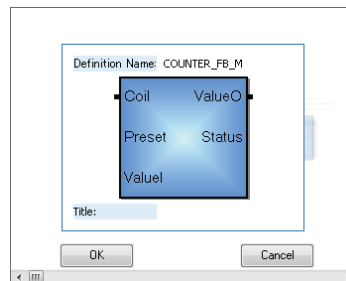 Definition Name: COUNTER_FB_M
Coil ValueO
Preset Status
ValueI
Title:
OK Cancel